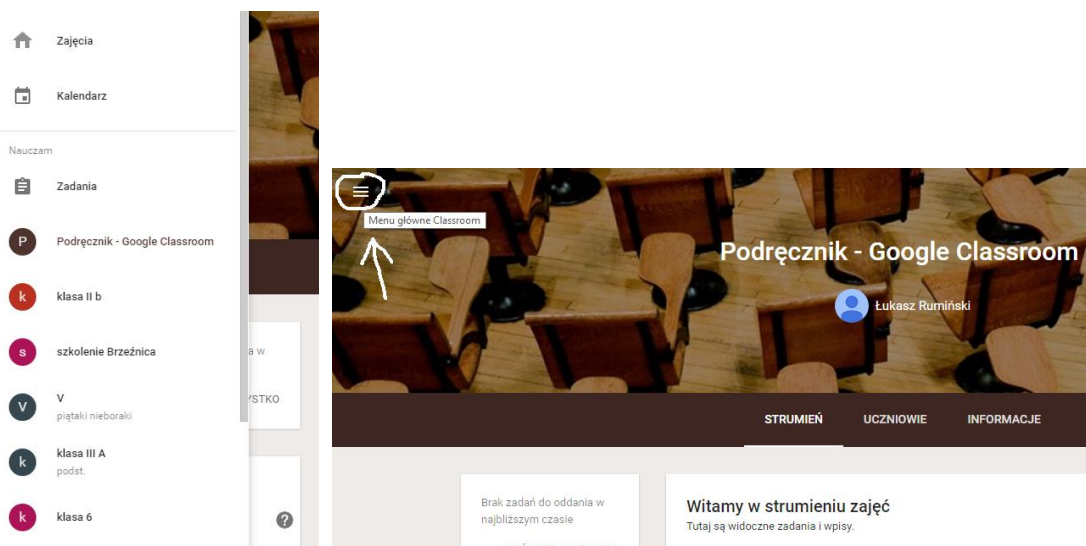 Zajęcia
Kalendarz
Nauczam
Zadania
P
Podręcznik - Google Classroom
k
klasa II b
s
szkolenie Brzeźnica
V
V
piątaki nieboraki
k
klasa III A
podst.
k
klasa 6
a w
YSTKO
?
Menu główne Classroom
Podręcznik - Google Classroom
Łukasz Rumiński
STRUMIEŃ
UCZNIOWIE
INFORMACJE
Brak zadań do oddania w
najbliższym czasie
Witamy w strumieniu zajęć
Tutaj są widoczne zadania i wpisy.